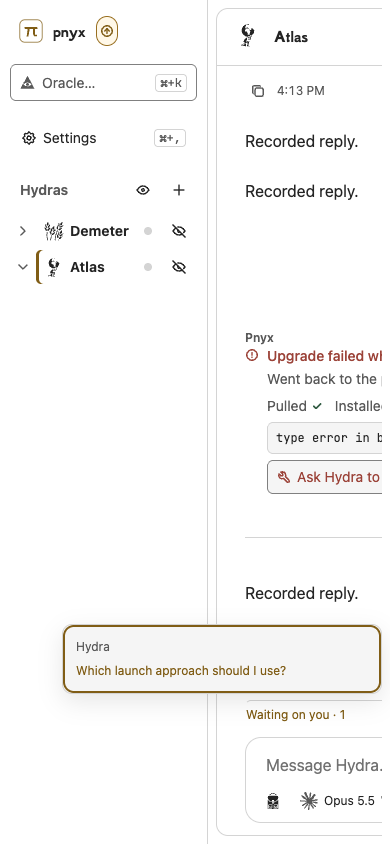 π pnyx
Oracle... ⌘+k
Settings ⌘+,
Hydras
Demeter
Atlas
Atlas
4:13 PM
Recorded reply.
Recorded reply.
Pnyx
Upgrade failed wh
Went back to the
Pulled ✓ Installe
type error in b
Ask Hydra to
Recorded reply.
Hydra
Which launch approach should I use?
Waiting on you · 1
Message Hydra.
Opus 5.5